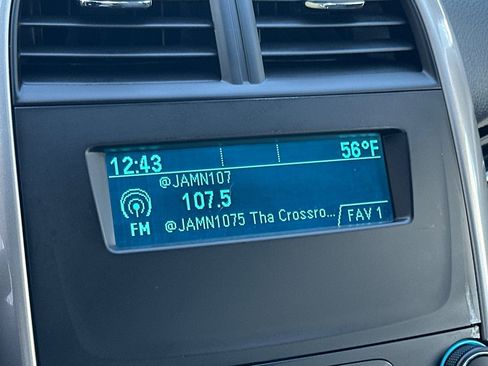 12:43 56°F
@JAMN107
107.5
FM
@JAMN1075 Tha Crossro...
FAV 1